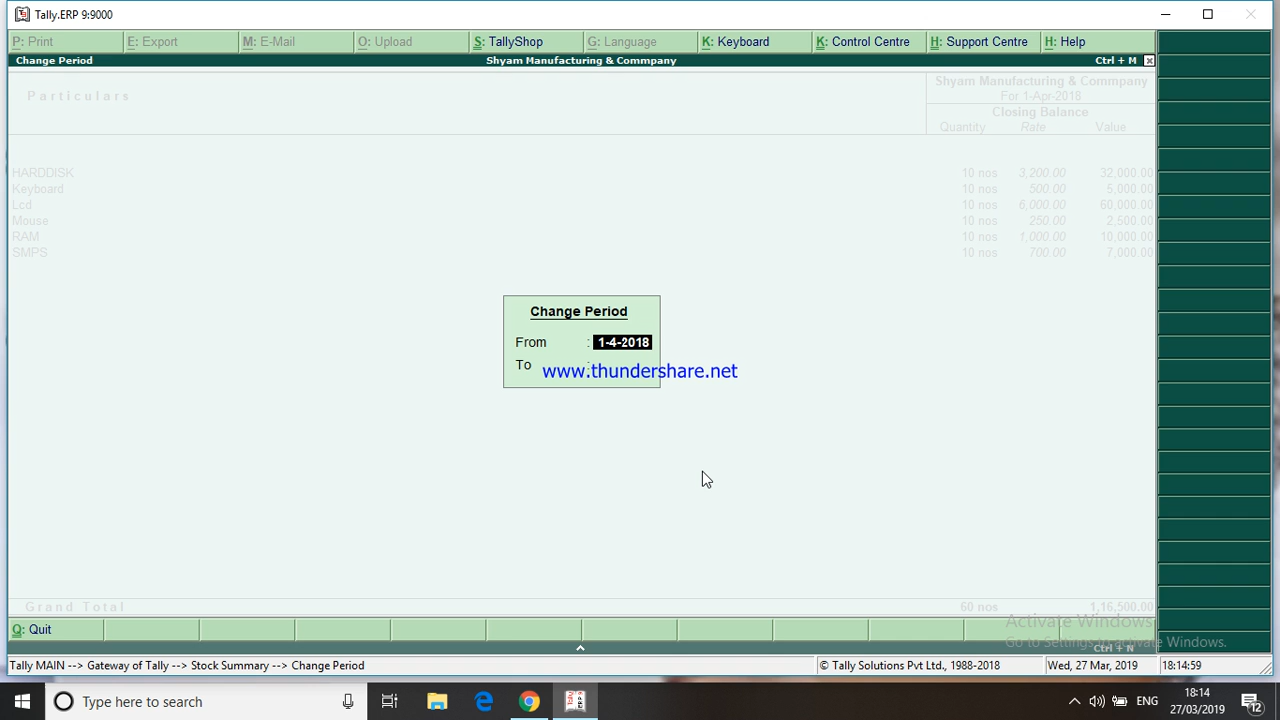 Tally.ERP 9:9000
P: Print E: Export M: E-Mail O: Upload S: TallyShop G: Language K: Keyboard K: Control Centre H: Support Centre H: Help
Change Period Shyam Manufacturing & Commpany Ctrl + M
Particulars Shyam Manufacturing & Commpany
For 1-Apr-2018
Closing Balance
Quantity Rate Value
HARDDISK 10 nos 3,200.00 32,000.00
Keyboard 10 nos 500.00 5,000.00
Lcd 10 nos 6,000.00 60,000.00
Mouse 10 nos 250.00 2,500.00
RAM 10 nos 1,000.00 10,000.00
SMPS 10 nos 700.00 7,000.00
Change Period
From : 1-4-2018
To :
www.thundershare.net
Grand Total 60 nos 1,16,500.00
Activate Windows
Go to Settings to activate Windows.
Q: Quit
Ctrl + N
Tally MAIN --> Gateway of Tally --> Stock Summary --> Change Period © Tally Solutions Pvt Ltd., 1988-2018 Wed, 27 Mar, 2019 18:14:59
Type here to search ENG 18:14
27/03/2019 12